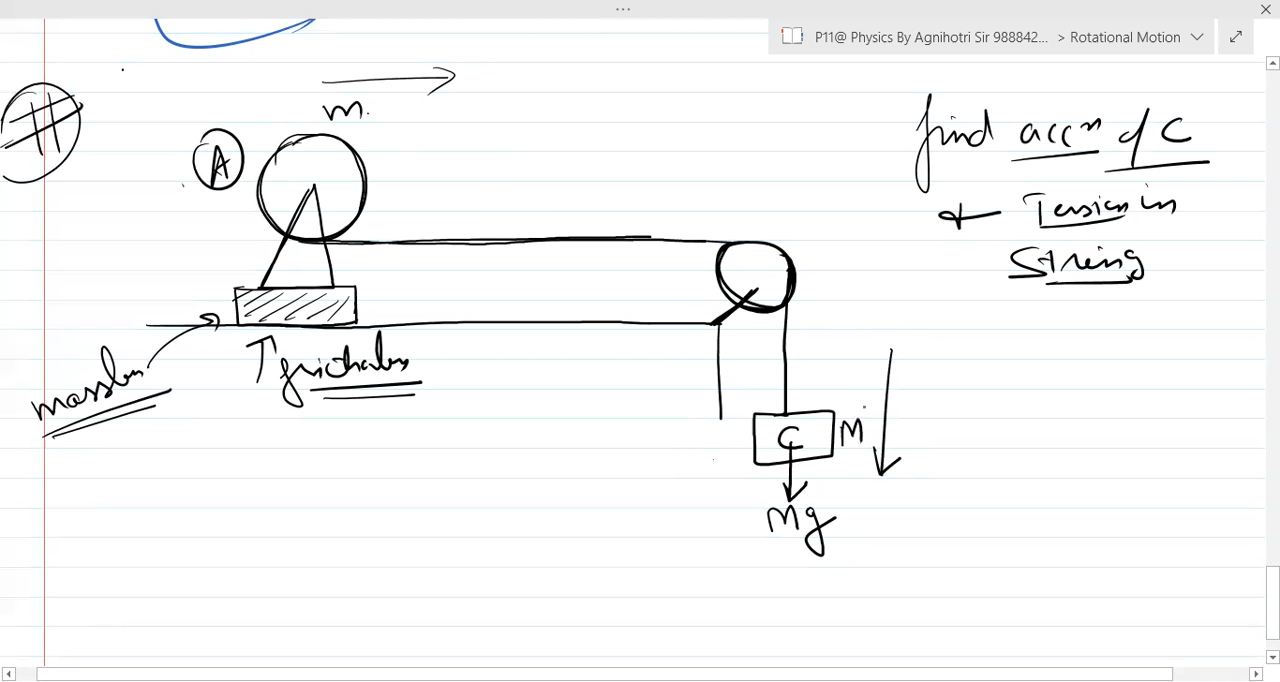 P11@ Physics By Agnihotri Sir 988842... > Rotational Motion
#
m.
A
find accⁿ of C
& Tension in
String
massless
frictionless
C
M
Mg